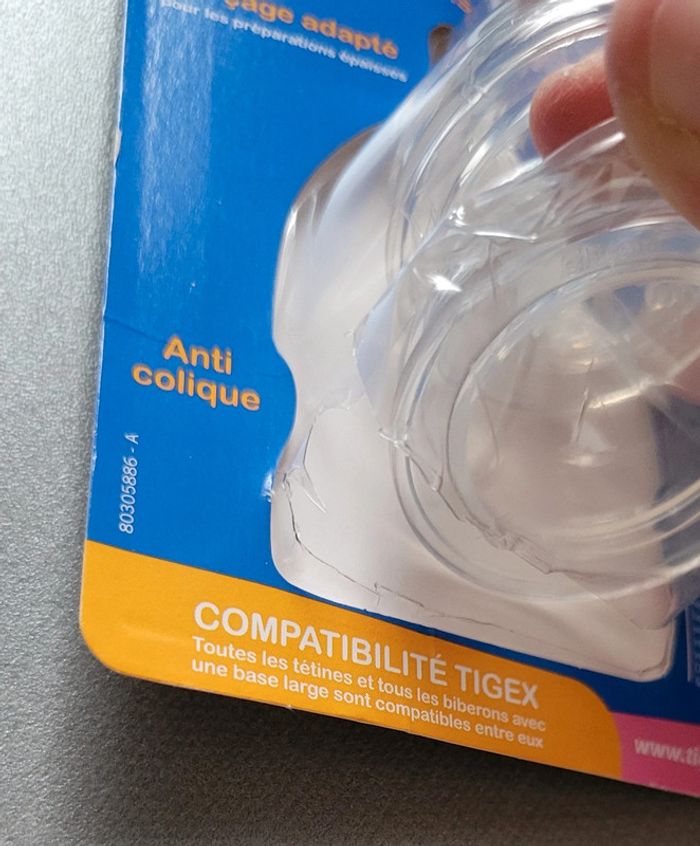 adapté
pour les préparations épaisses
Anti
colique
80305886 - A
COMPATIBILITÉ TIGEX
Toutes les tétines et tous les biberons avec
une base large sont compatibles entre eux